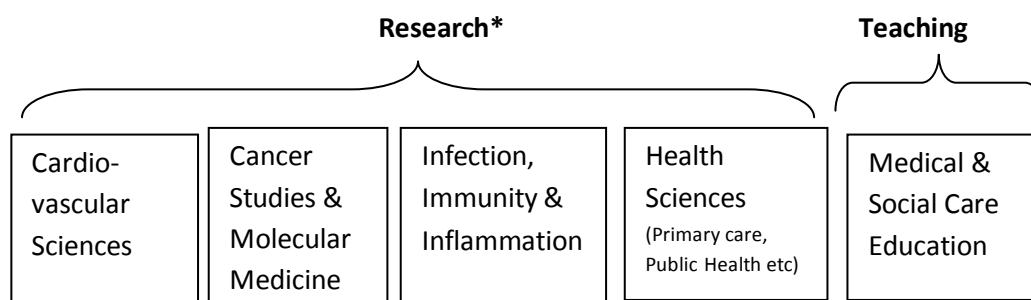 Research*
Teaching
Cardio-
vascular
Sciences
Cancer
Studies &
Molecular
Medicine
Infection,
Immunity &
Inflammation
Health
Sciences
(Primary care,
Public Health etc)
Medical &
Social Care
Education